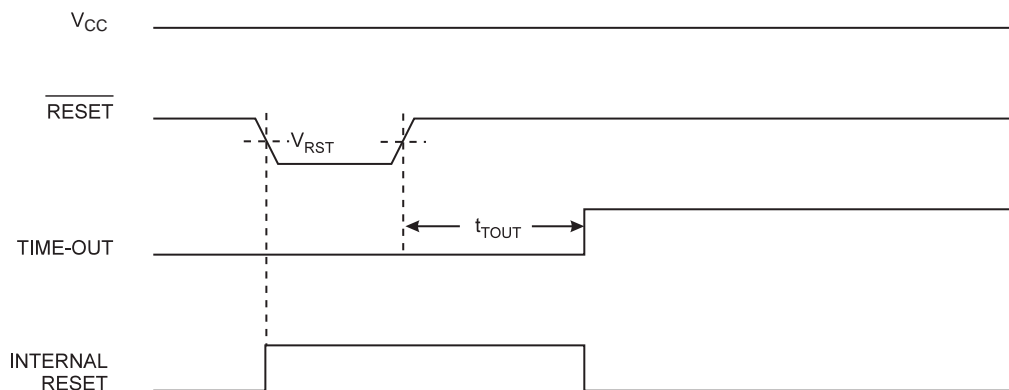 VCC
RESET
VRST
tTOUT
TIME-OUT
INTERNAL
RESET